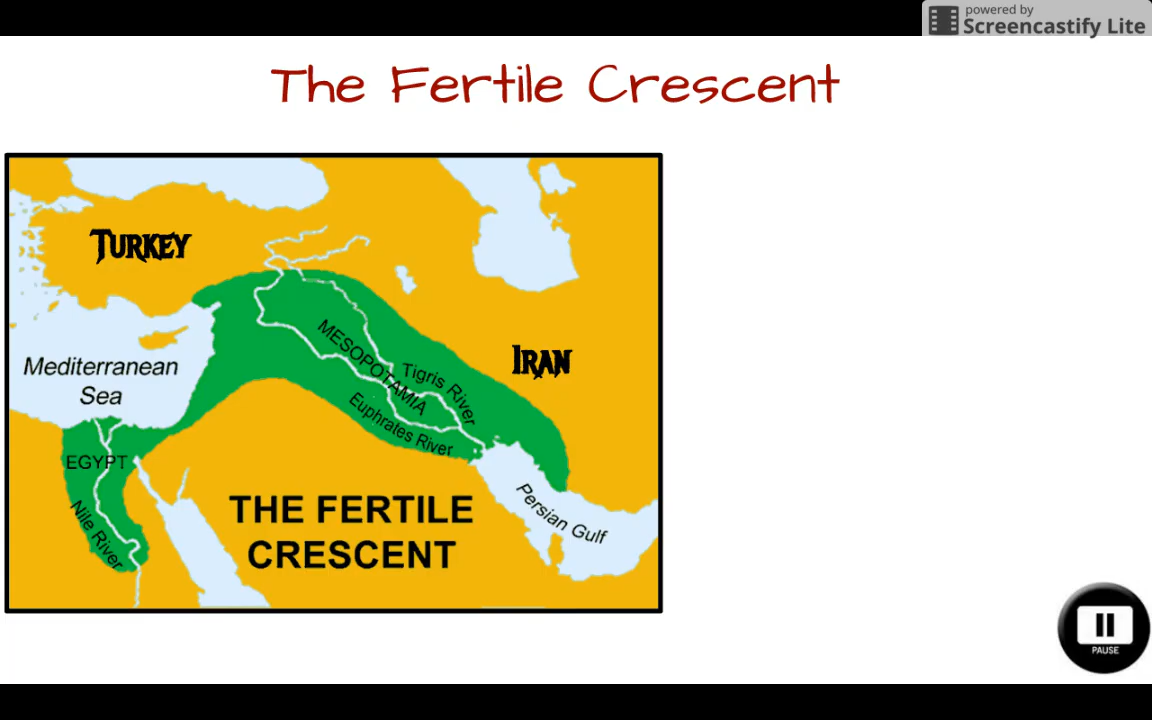 powered by
Screencastify Lite
The Fertile Crescent
TURKEY
MESOPOTAMIA
IRAN
Mediterranean
Sea
Tigris River
Euphrates River
EGYPT
Nile River
THE FERTILE
CRESCENT
Persian Gulf
PAUSE